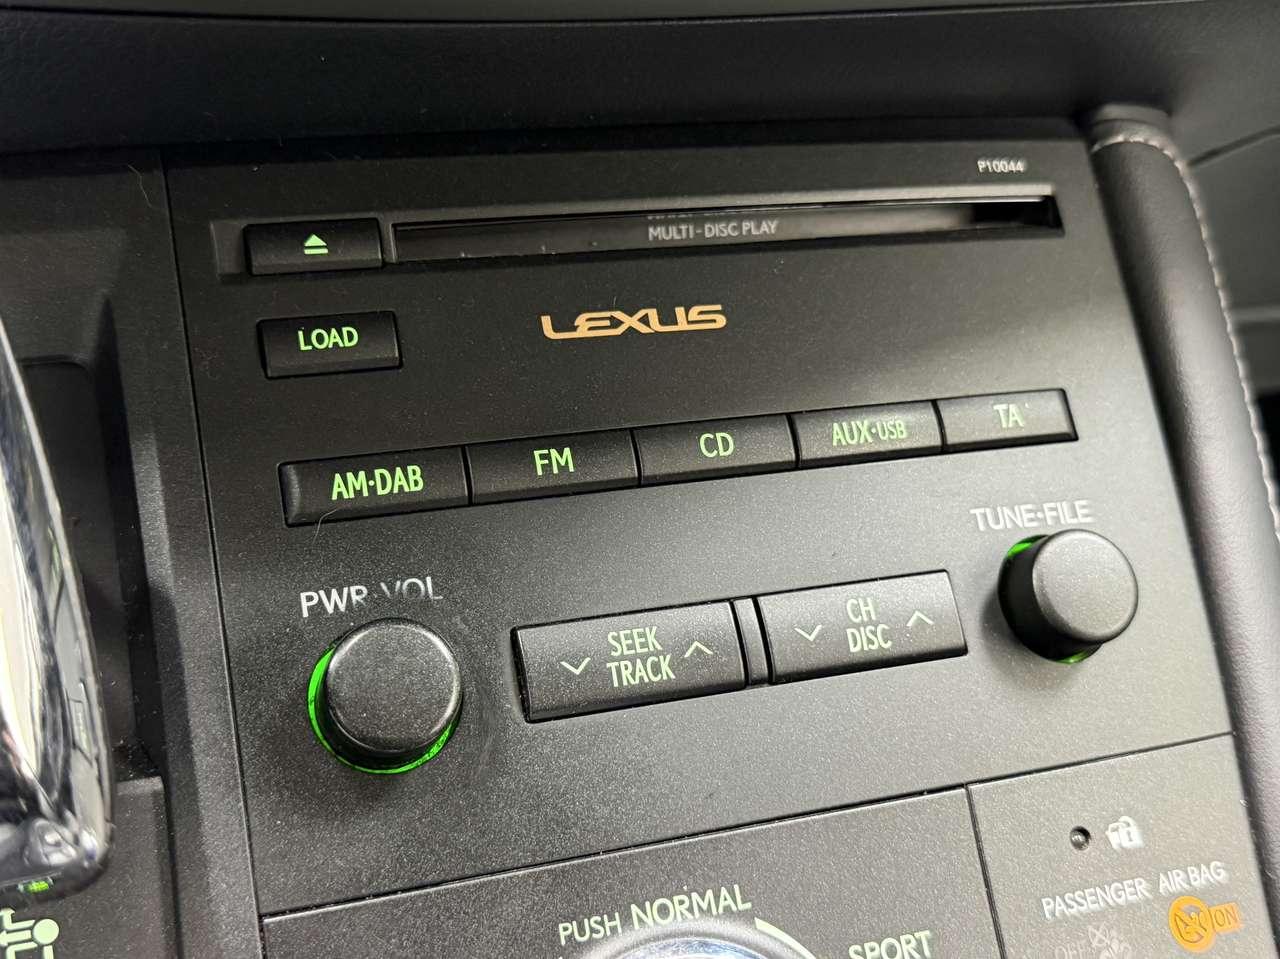 P10044
MULTI-DISC PLAY
LEXUS
LOAD
AM•DAB FM CD AUX•USB TA
TUNE•FILE
PWR•VOL
SEEK
TRACK
CH
DISC
PUSH NORMAL
SPORT
PASSENGER AIR BAG
OFF
ON